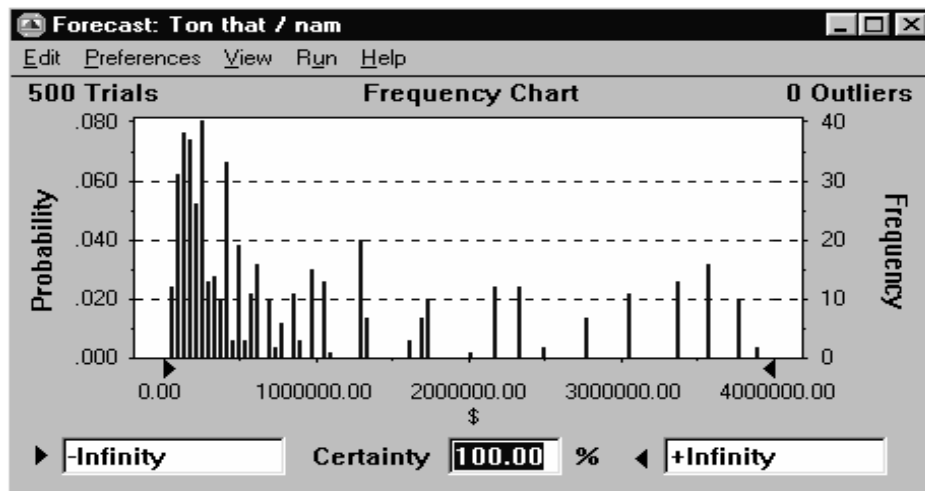 Forecast: Ton that / nam
Edit Preferences View Run Help
500 Trials Frequency Chart 0 Outliers
Probability
.080
.060
.040
.020
.000
40
30
20
10
0
Frequency
0.00 1000000.00 2000000.00 3000000.00 4000000.00
$
-Infinity Certainty 100.00 % +Infinity